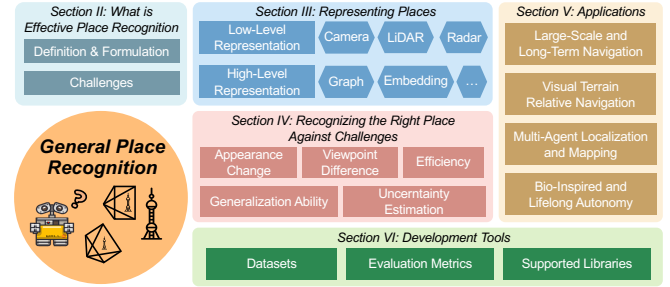 Section II: What is
Effective Place Recognition
Definition & Formulation
Challenges
Section III: Representing Places
Low-Level
Representation
Camera
LiDAR
Radar
High-Level
Representation
Graph
Embedding
...
Section IV: Recognizing the Right Place
Against Challenges
Appearance
Change
Viewpoint
Difference
Efficiency
Generalization Ability
Uncerntainty
Estimation
Section V: Applications
Large-Scale and
Long-Term Navigation
Visual Terrain
Relative Navigation
Multi-Agent Localization
and Mapping
Bio-Inspired and
Lifelong Autonomy
General Place
Recognition
?
Section VI: Development Tools
Datasets
Evaluation Metrics
Supported Libraries